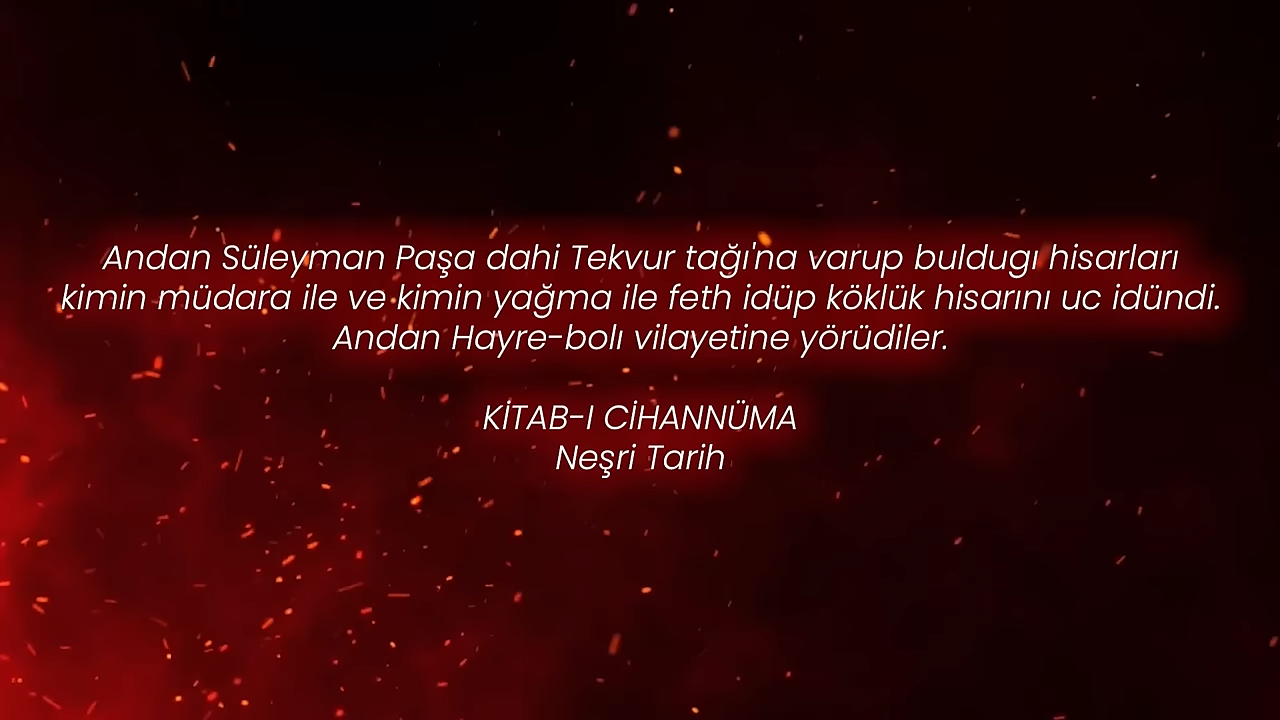 Andan Süleyman Paşa dahi Tekvur tağı'na varup buldugı hisarları
kimin müdara ile ve kimin yağma ile feth idüp köklük hisarını uc idündi.
Andan Hayre-bolı vilayetine yörüdiler.
KİTAB-I CİHANNÜMA
Neşri Tarih